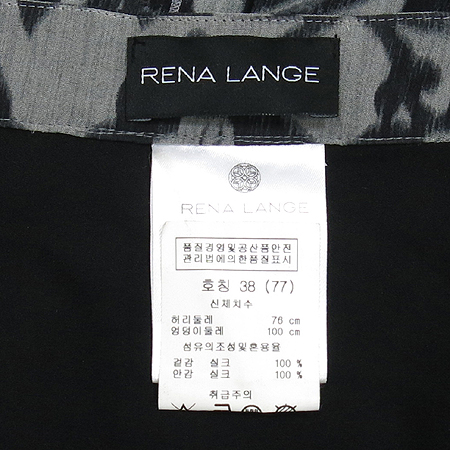 RENA LANGE
RENA LANGE
품질경영및공산품안전
관리법에의한품질표시
호칭 38 (77)
신체치수
허리둘레 76 cm
엉덩이둘레 100 cm
섬유의조성및혼용율
겉감 실크 100 %
안감 실크 100 %
취급주의